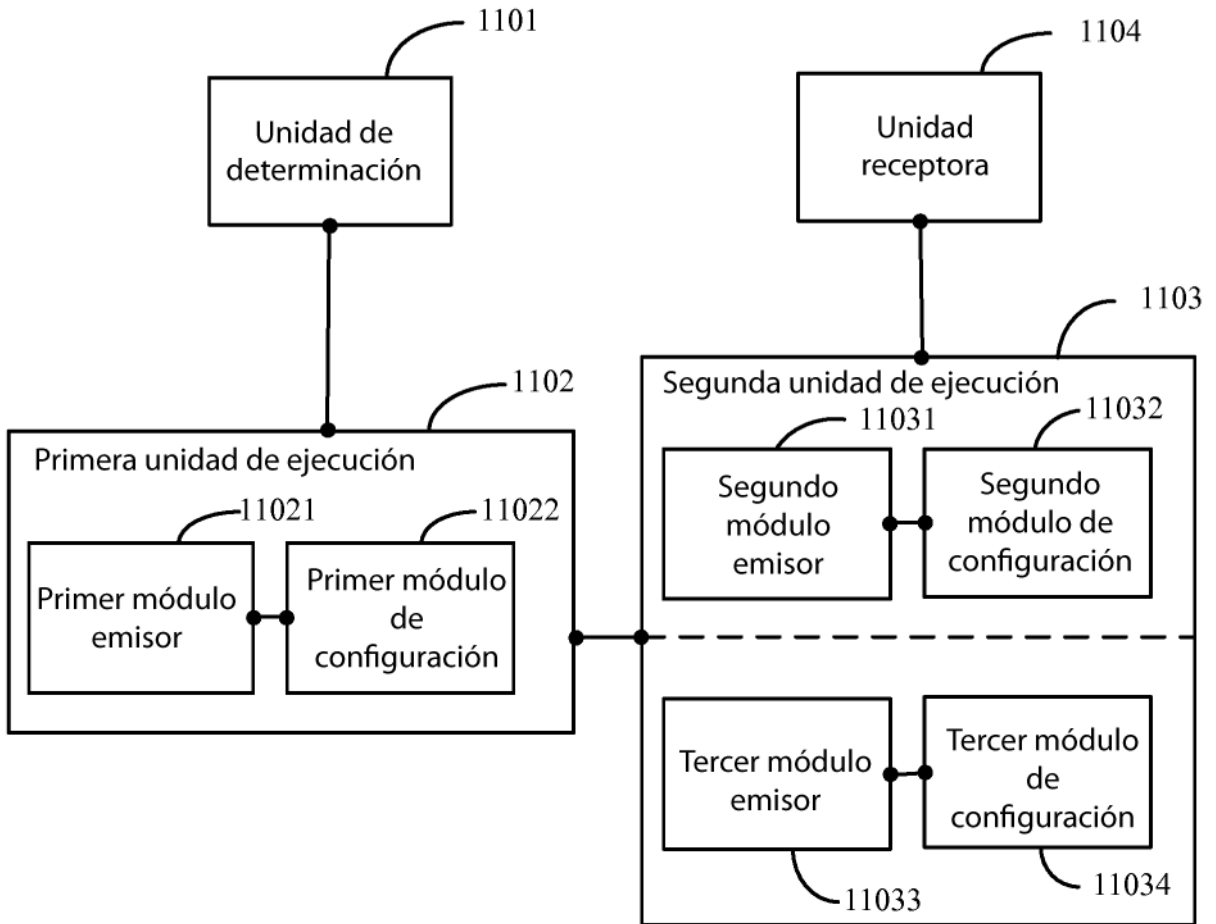 1101
Unidad de
determinación
1104
Unidad
receptora
1102
Primera unidad de ejecución
11021
Primer módulo
emisor
11022
Primer módulo
de
configuración
1103
Segunda unidad de ejecución
11031
Segundo
módulo
emisor
11032
Segundo
módulo de
configuración
Tercer módulo
emisor
11033
Tercer módulo
de
configuración
11034